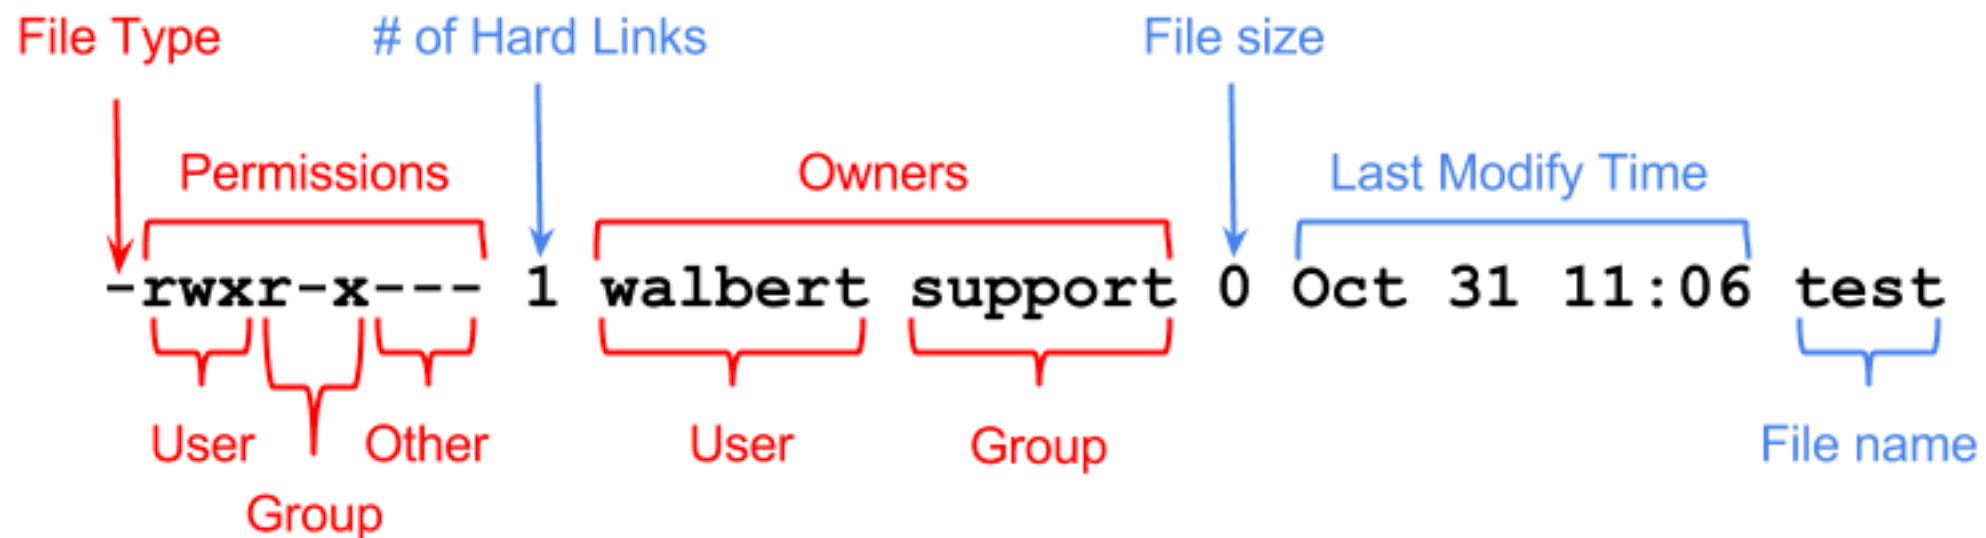 File Type # of Hard Links File size
Permissions Owners Last Modify Time
-rwxr-x--- 1 walbert support 0 Oct 31 11:06 test
User Other User Group File name
Group